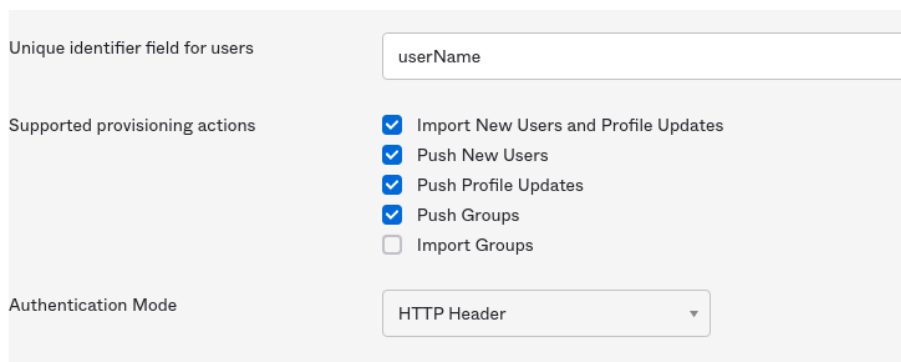 Unique identifier field for users
userName
Supported provisioning actions
Import New Users and Profile Updates
Push New Users
Push Profile Updates
Push Groups
Import Groups
Authentication Mode
HTTP Header